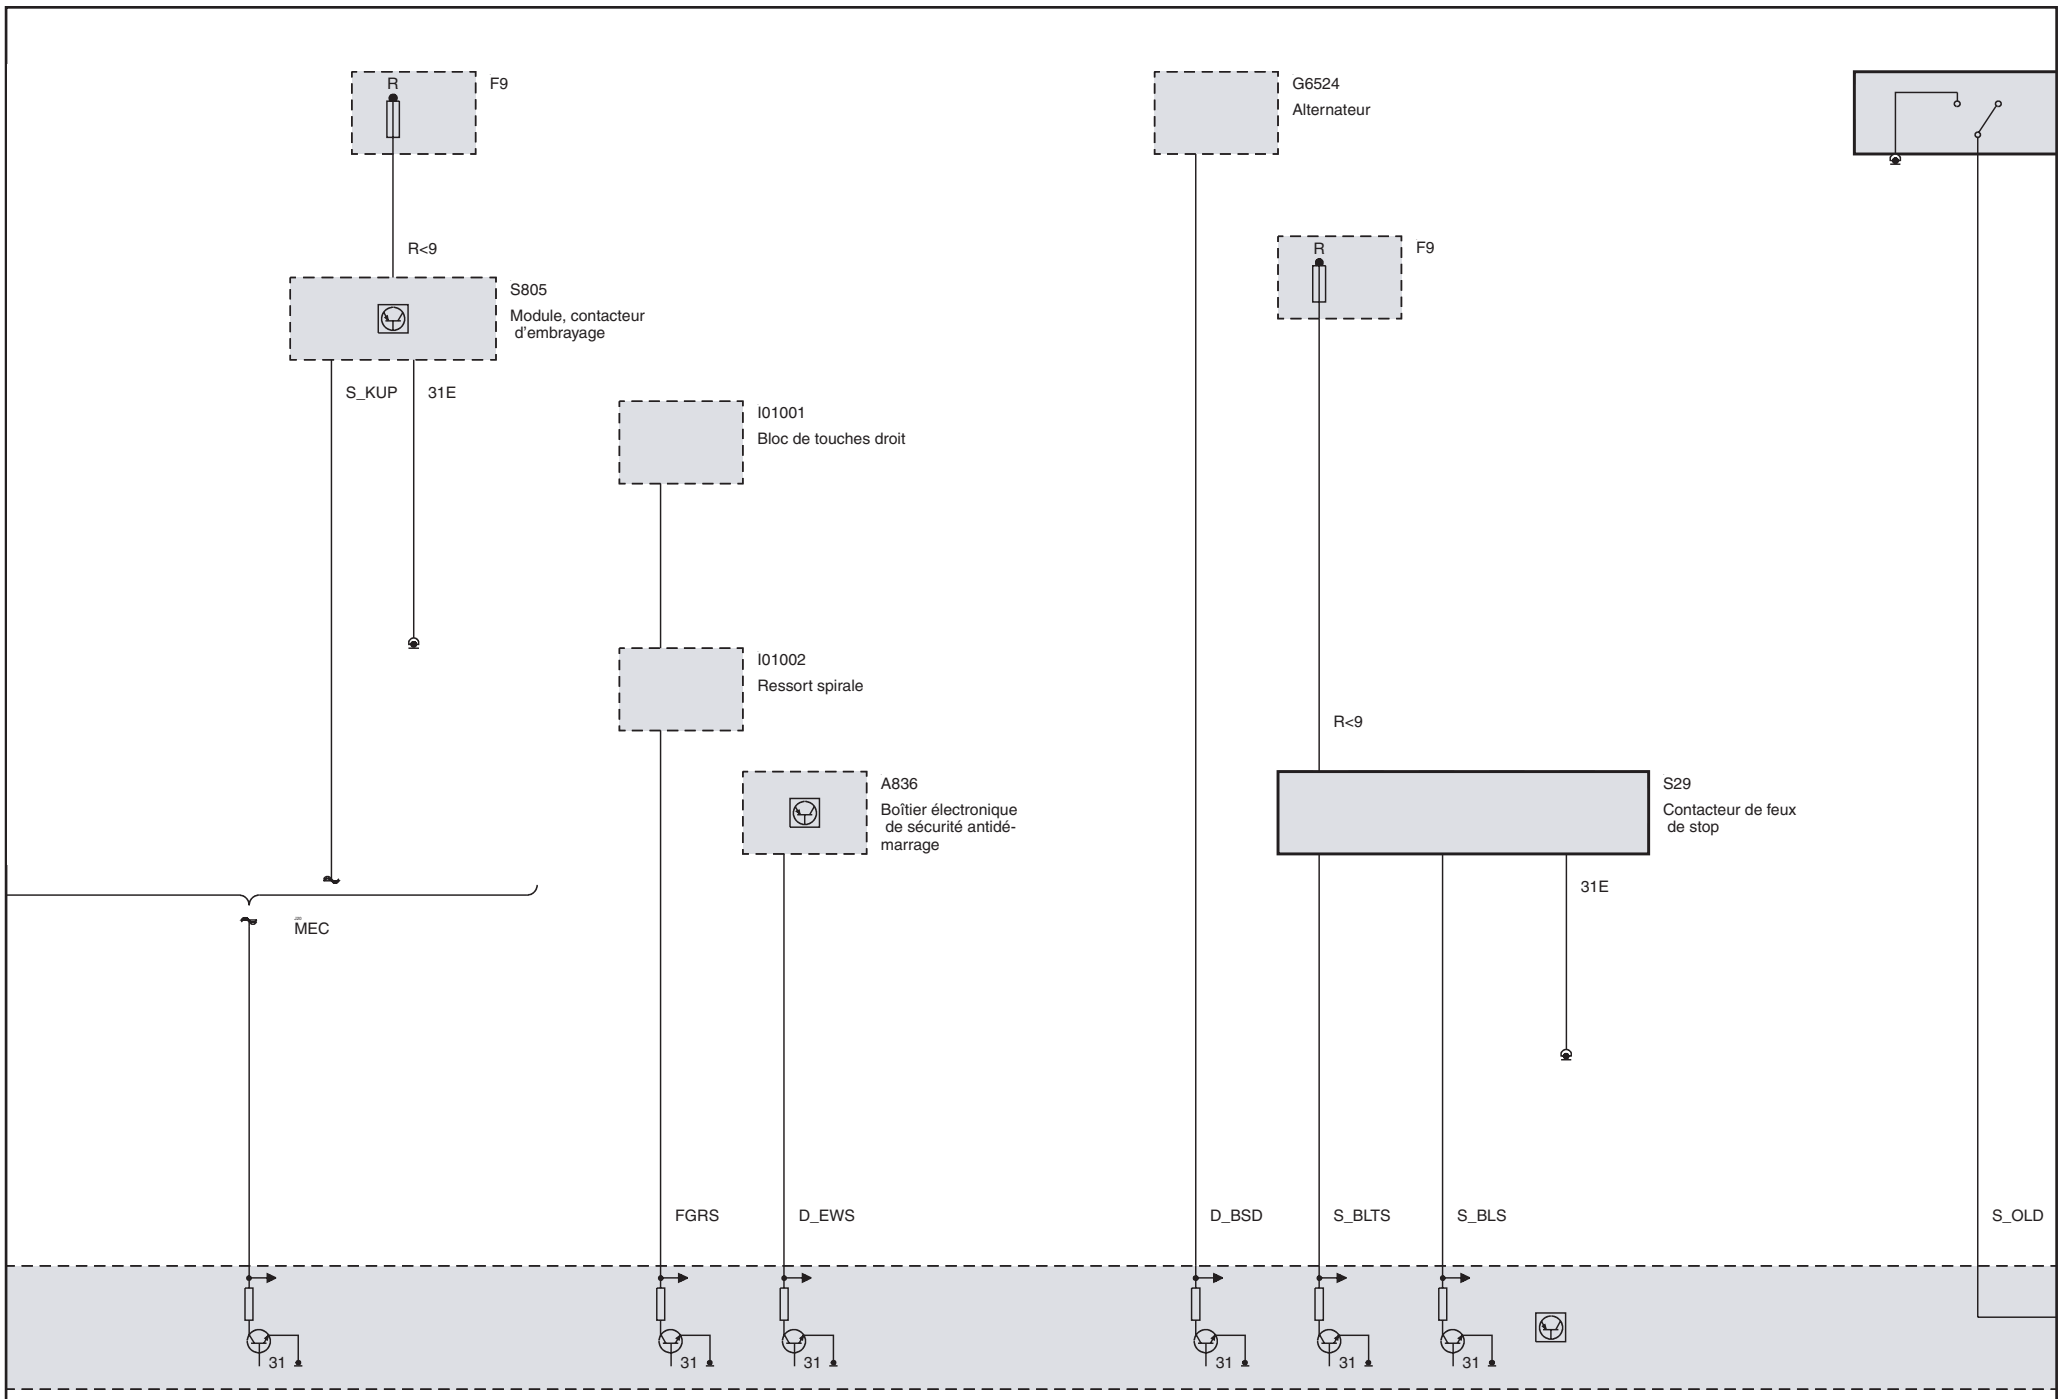 R
F9
G6524
Alternateur
R<9
R
F9
S805
Module, contacteur
d'embrayage
S_KUP
31E
I01001
Bloc de touches droit
I01002
Ressort spirale
R<9
A836
Boîtier électronique
de sécurité antidé-
marrage
S29
Contacteur de feux
de stop
31E
MEC
FGRS
D_EWS
D_BSD
S_BLTS
S_BLS
S_OLD
31
31
31
31
31
31